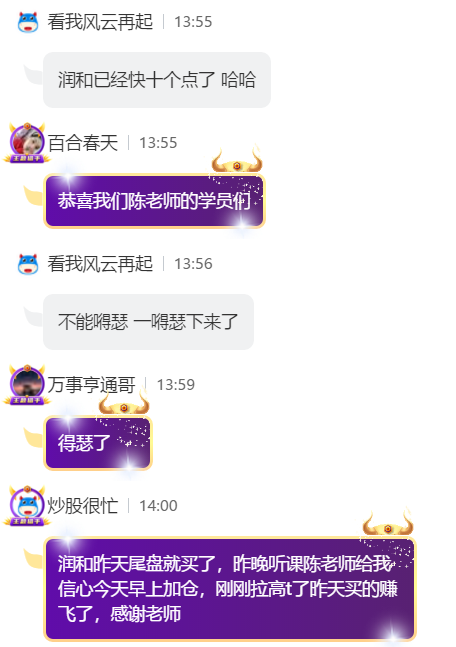 看我风云再起 13:55
润和已经快十个点了 哈哈
百合春天 13:55
恭喜我们陈老师的学员们
看我风云再起 13:56
不能嘚瑟 一嘚瑟下来了
万事亨通哥 13:59
得瑟了
炒股很忙 14:00
润和昨天尾盘就买了，昨晚听课陈老师给我
信心今天早上加仓，刚刚拉高t了昨天买的赚
飞了，感谢老师